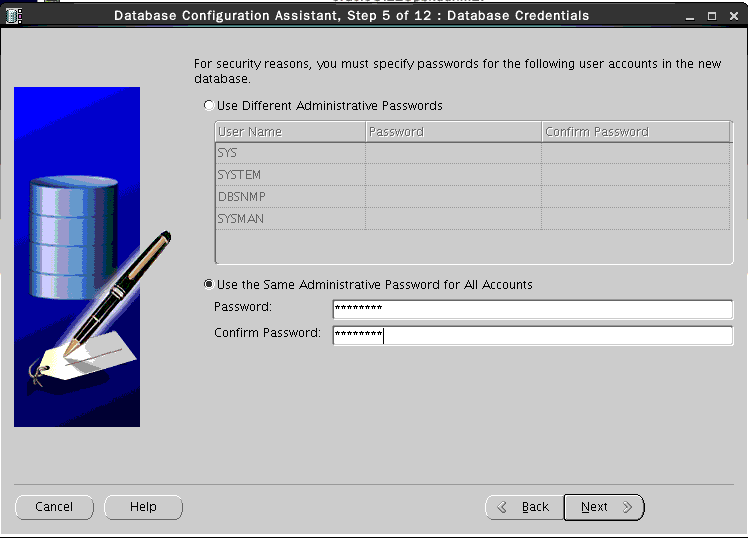 Database Configuration Assistant, Step 5 of 12 : Database Credentials
For security reasons, you must specify passwords for the following user accounts in the new
database.
Use Different Administrative Passwords
User Name Password Confirm Password
SYS
SYSTEM
DBSNMP
SYSMAN
Use the Same Administrative Password for All Accounts
Password: ********
Confirm Password: ********
Cancel Help Back Next